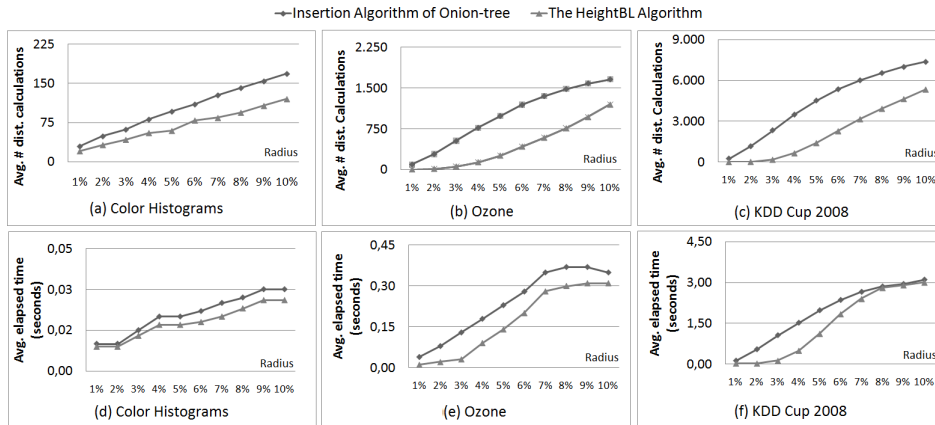 Insertion Algorithm of Onion-tree The HeightBL Algorithm
Avg. # dist. calculations
225
150
75
0
Radius
1% 2% 3% 4% 5% 6% 7% 8% 9% 10%
(a) Color Histograms
Avg. # dist. Calculations
2.250
1.500
750
0
Radius
1% 2% 3% 4% 5% 6% 7% 8% 9% 10%
(b) Ozone
Avg. # dist. Calculations
9.000
6.000
3.000
0
Radius
1% 2% 3% 4% 5% 6% 7% 8% 9% 10%
(c) KDD Cup 2008
Avg. elapsed time
(seconds)
0,05
0,03
0,02
0,00
Radius
1% 2% 3% 4% 5% 6% 7% 8% 9% 10%
(d) Color Histograms
Avg. elapsed time
(seconds)
0,45
0,30
0,15
0,00
Radius
1% 2% 3% 4% 5% 6% 7% 8% 9% 10%
(e) Ozone
Avg. elapsed time
(seconds)
4,50
3,00
1,50
0,00
Radius
1% 2% 3% 4% 5% 6% 7% 8% 9% 10%
(f) KDD Cup 2008